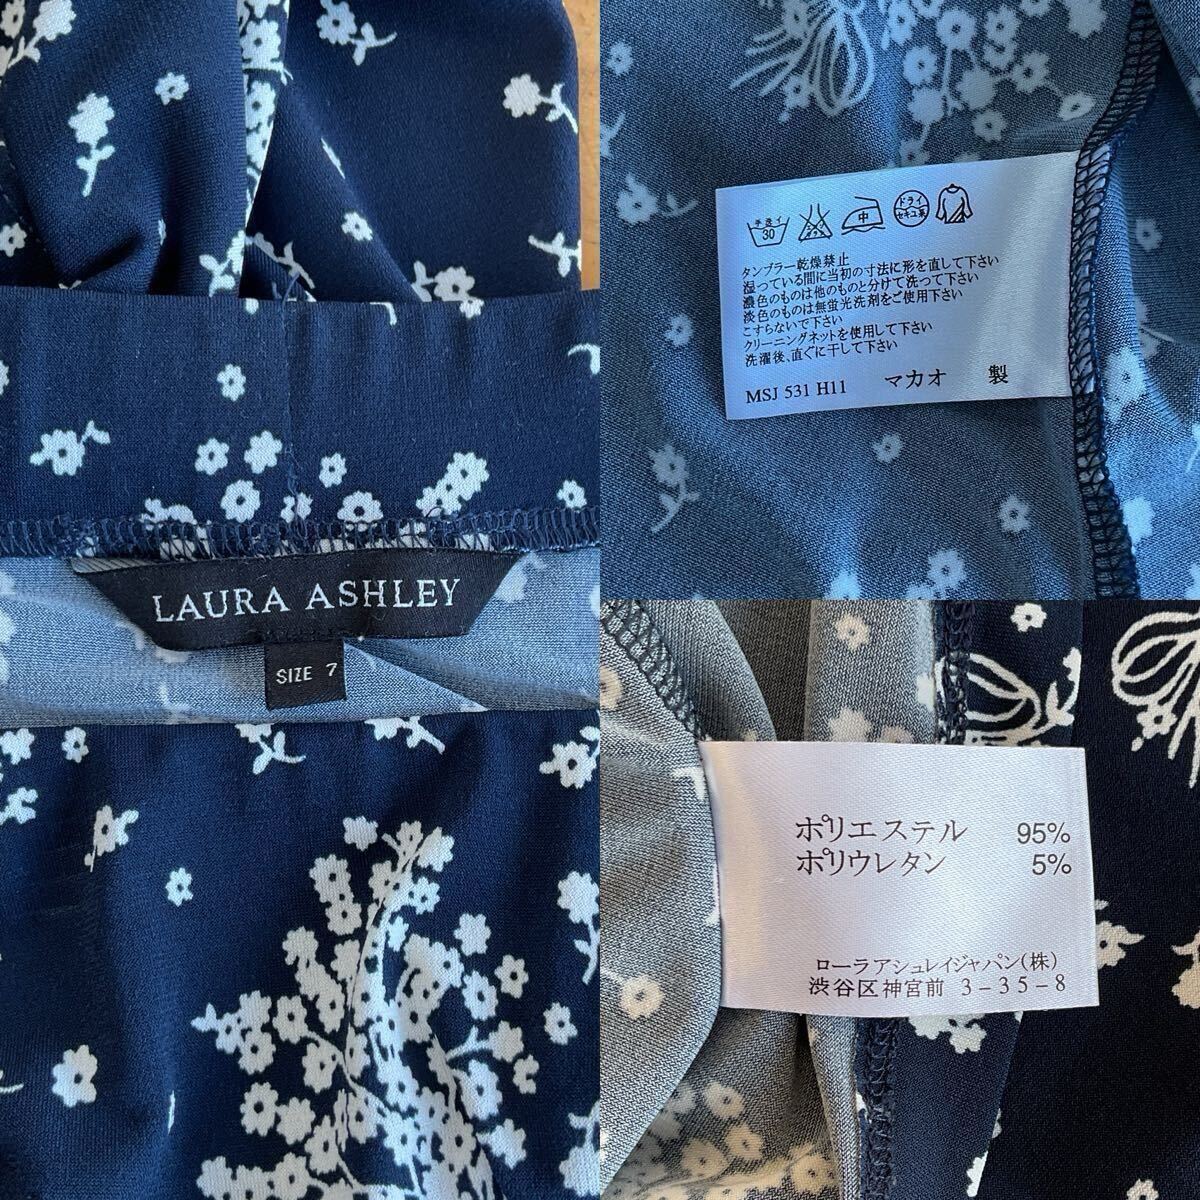 LAURA ASHLEY
SIZE 7
手洗イ
30
中
ドライ
セキユ系
タンブラー乾燥禁止
湿っている間に当初の寸法に形を直して下さい
濃色のものは他のものと分けて洗って下さい
淡色のものは無蛍光洗剤をご使用下さい
こすらないで下さい
クリーニングネットを使用して下さい
洗濯後、直ぐに干して下さい
MSJ 531 H11 マカオ 製
ポリエステル 95%
ポリウレタン 5%
ローラアシュレイジャパン(株)
渋谷区神宮前 3-35-8